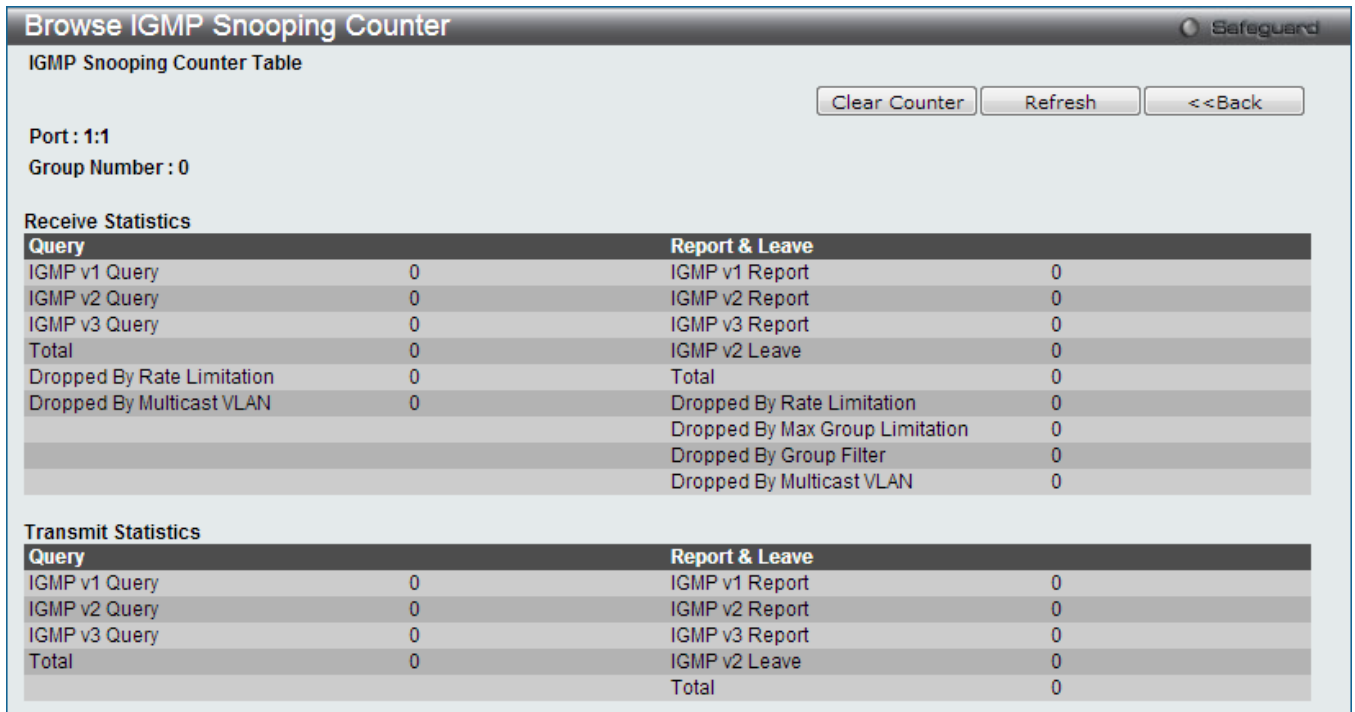 Browse IGMP Snooping Counter
Safeguard
IGMP Snooping Counter Table
Clear Counter Refresh <<Back
Port : 1:1
Group Number : 0
Receive Statistics
Query Report & Leave
IGMP v1 Query 0 IGMP v1 Report 0
IGMP v2 Query 0 IGMP v2 Report 0
IGMP v3 Query 0 IGMP v3 Report 0
Total 0 IGMP v2 Leave 0
Dropped By Rate Limitation 0 Total 0
Dropped By Multicast VLAN 0 Dropped By Rate Limitation 0
Dropped By Max Group Limitation 0
Dropped By Group Filter 0
Dropped By Multicast VLAN 0
Transmit Statistics
Query Report & Leave
IGMP v1 Query 0 IGMP v1 Report 0
IGMP v2 Query 0 IGMP v2 Report 0
IGMP v3 Query 0 IGMP v3 Report 0
Total 0 IGMP v2 Leave 0
Total 0